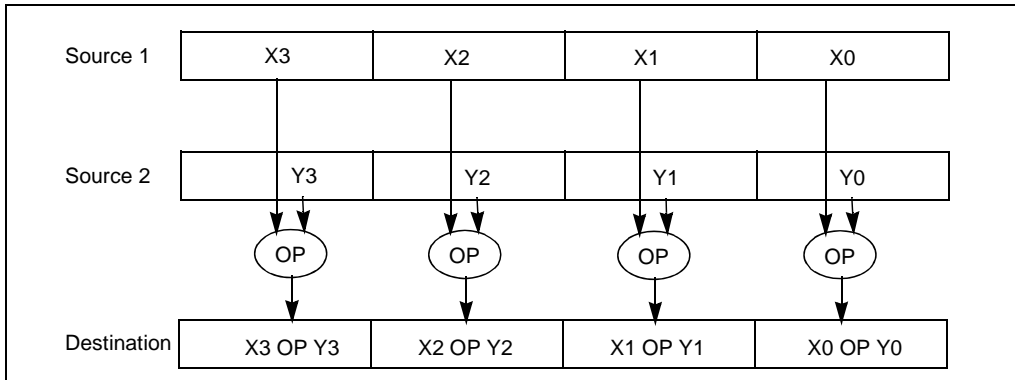 Source 1 X3 X2 X1 X0
Source 2 Y3 Y2 Y1 Y0
OP OP OP OP
Destination X3 OP Y3 X2 OP Y2 X1 OP Y1 X0 OP Y0